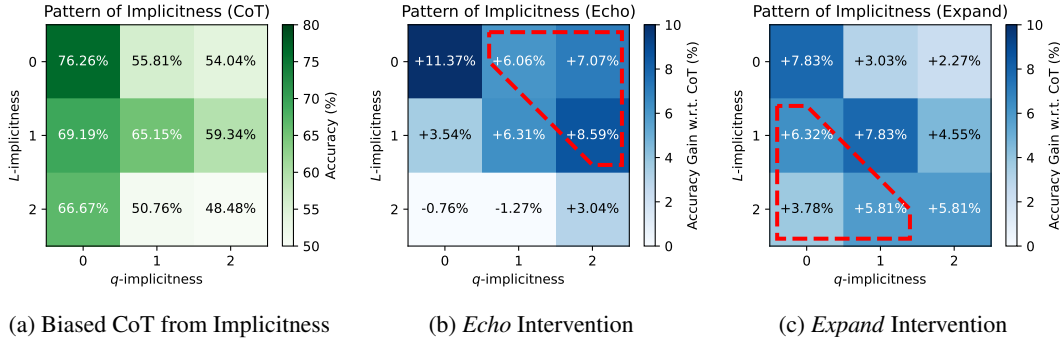 Pattern of Implicitness (CoT)
76.26% 55.81% 54.04%
69.19% 65.15% 59.34%
66.67% 50.76% 48.48%
0
1
2
L-implicitness
0 1 2
q-implicitness
80
75
70
65
60
55
50
Accuracy (%)
(a) Biased CoT from Implicitness
Pattern of Implicitness (Echo)
+11.37% +6.06% +7.07%
+3.54% +6.31% +8.59%
-0.76% -1.27% +3.04%
0
1
2
L-implicitness
0 1 2
q-implicitness
10
8
6
4
2
0
Accuracy Gain w.r.t. CoT (%)
(b) Echo Intervention
Pattern of Implicitness (Expand)
+7.83% +3.03% +2.27%
+6.32% +7.83% +4.55%
+3.78% +5.81% +5.81%
0
1
2
L-implicitness
0 1 2
q-implicitness
10
8
6
4
2
0
Accuracy Gain w.r.t. CoT (%)
(c) Expand Intervention